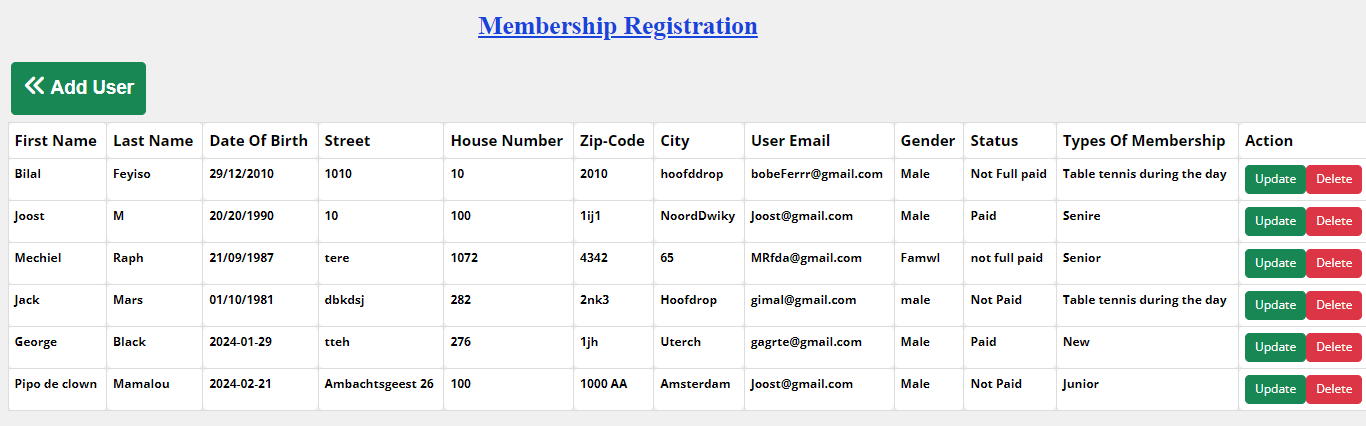 Membership Registration
Add User
First Name Last Name Date Of Birth Street House Number Zip-Code City User Email Gender Status Types Of Membership Action
Bilal Feyiso 29/12/2010 1010 10 2010 hoofddrop bobeFerrr@gmail.com Male Not Full paid Table tennis during the day Update Delete
Joost M 20/20/1990 10 100 1ij1 NoordDwiky Joost@gmail.com Male Paid Senire Update Delete
Mechiel Raph 21/09/1987 tere 1072 4342 65 MRfda@gmail.com Famwl not full paid Senior Update Delete
Jack Mars 01/10/1981 dbkdsj 282 2nk3 Hoofdrop gimal@gmail.com male Not Paid Table tennis during the day Update Delete
George Black 2024-01-29 tteh 276 1jh Uterch gagrte@gmail.com Male Paid New Update Delete
Pipo de clown Mamalou 2024-02-21 Ambachtsgeest 26 100 1000 AA Amsterdam Joost@gmail.com Male Not Paid Junior Update Delete